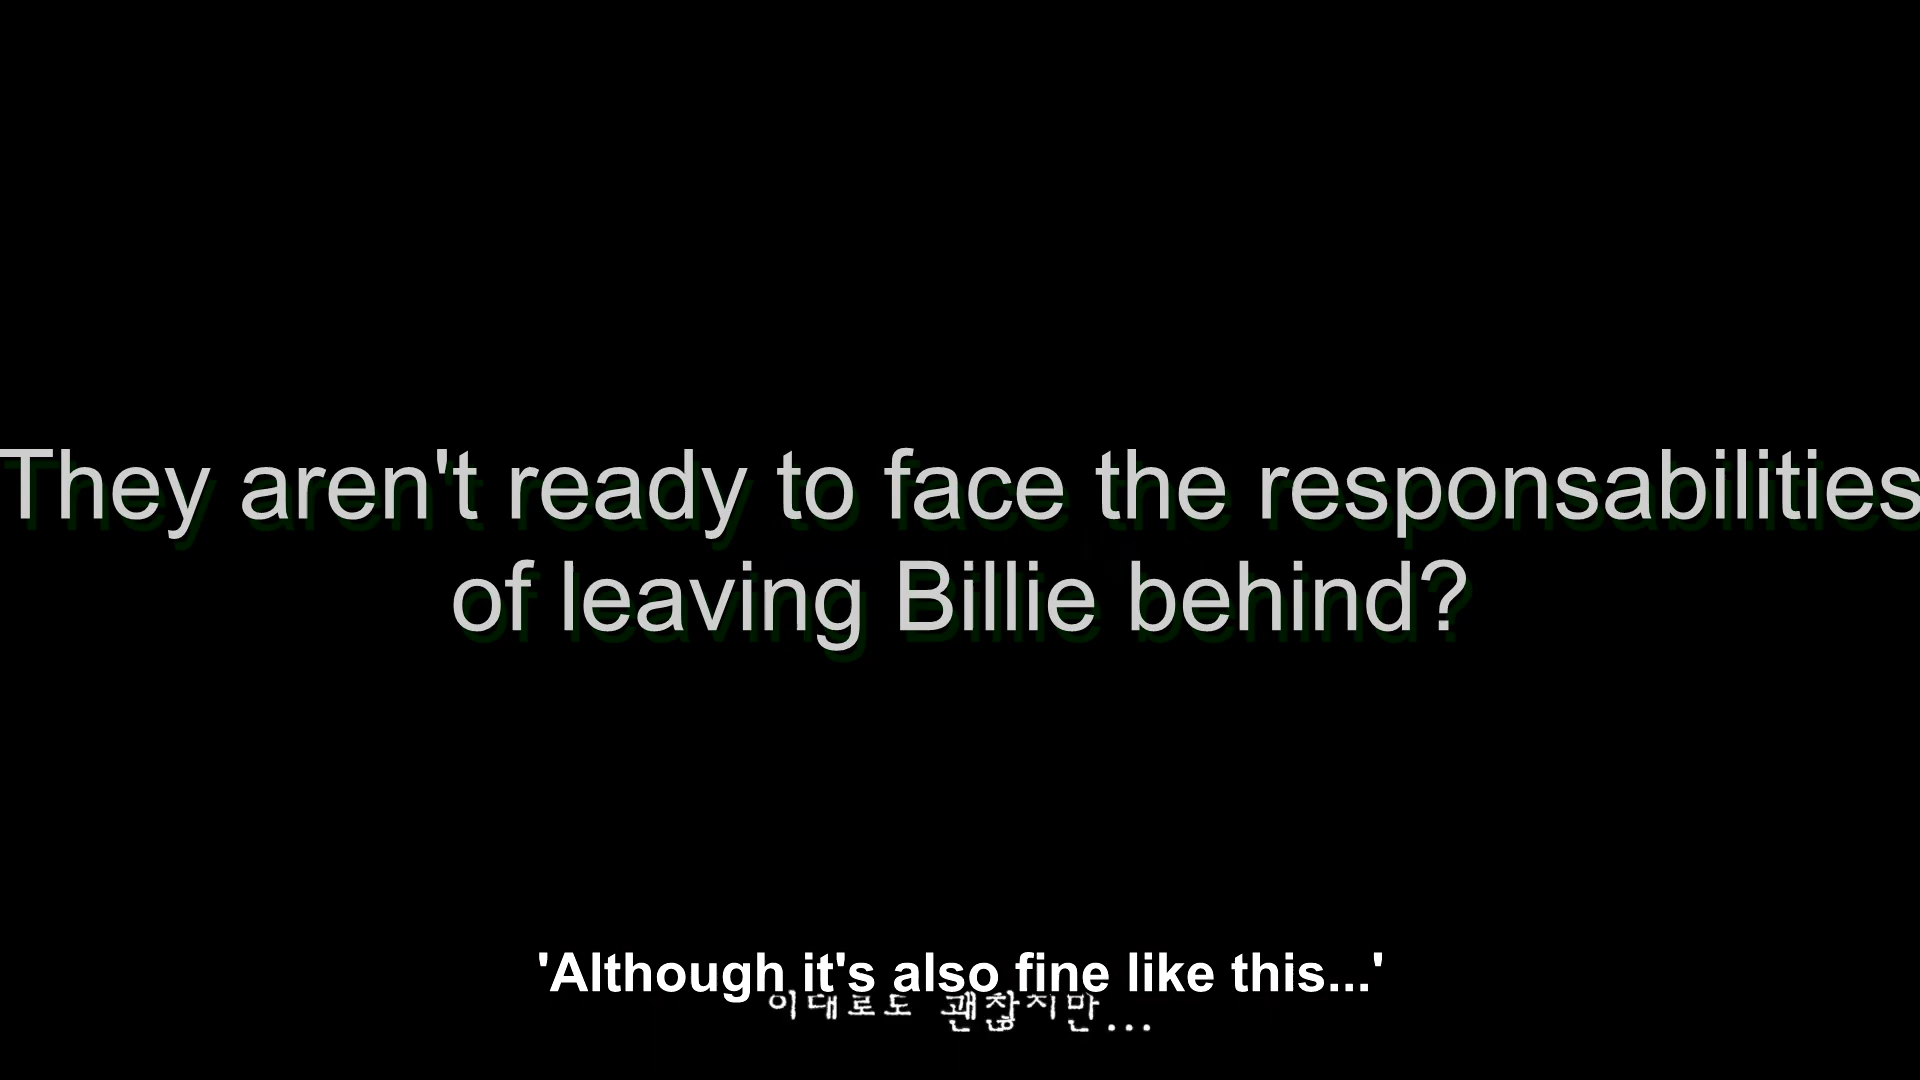 They aren't ready to face the responsabilities
of leaving Billie behind?
'Although it's also fine like this...'
이대로도 괜찮지만...